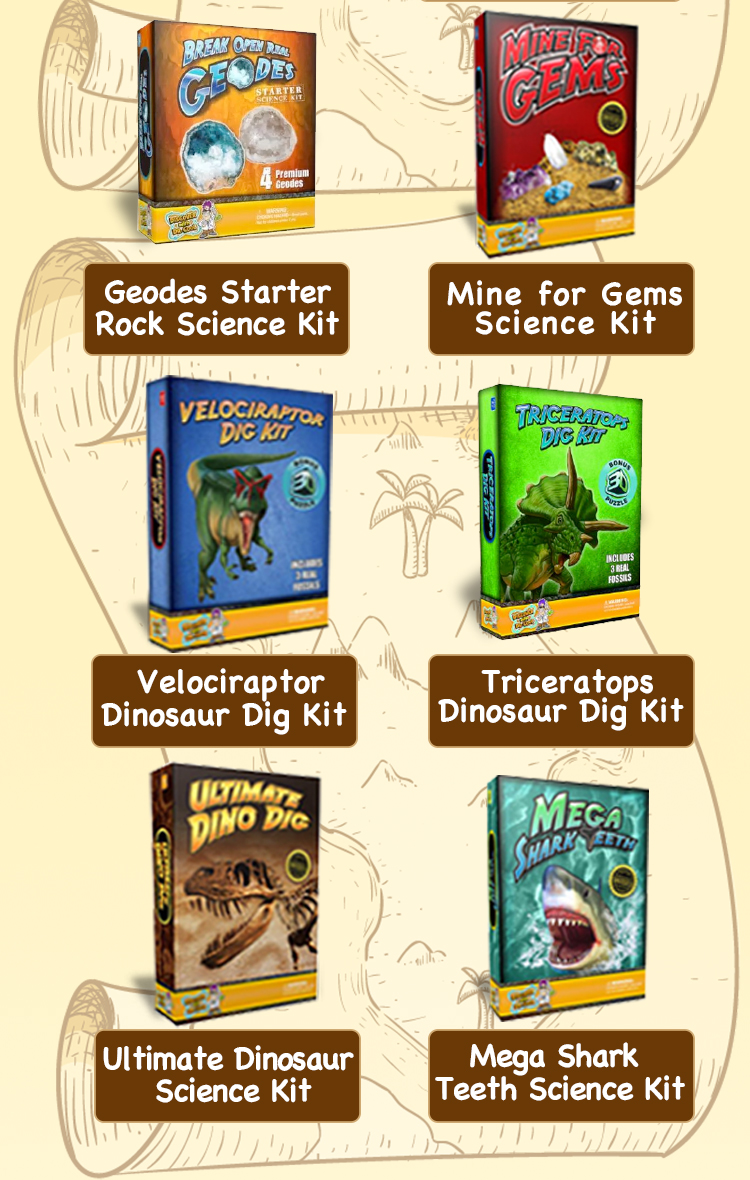 BREAK OPEN REAL
GEODES
STARTER
SCIENCE KIT
4 Premium
Geodes
MINE FOR
GEMS
Geodes Starter
Rock Science Kit
Mine for Gems
Science Kit
VELOCIRAPTOR
DIG KIT
BONUS
3D
PUZZLE
INCLUDES
3 REAL
FOSSILS
TRICERATOPS
DIG KIT
TRICERATOPS
DIG KIT
BONUS
3D
PUZZLE
INCLUDES
3 REAL
FOSSILS
Velociraptor
Dinosaur Dig Kit
Triceratops
Dinosaur Dig Kit
ULTIMATE
DINO DIG
MEGA
SHARK TEETH
Ultimate Dinosaur
Science Kit
Mega Shark
Teeth Science Kit